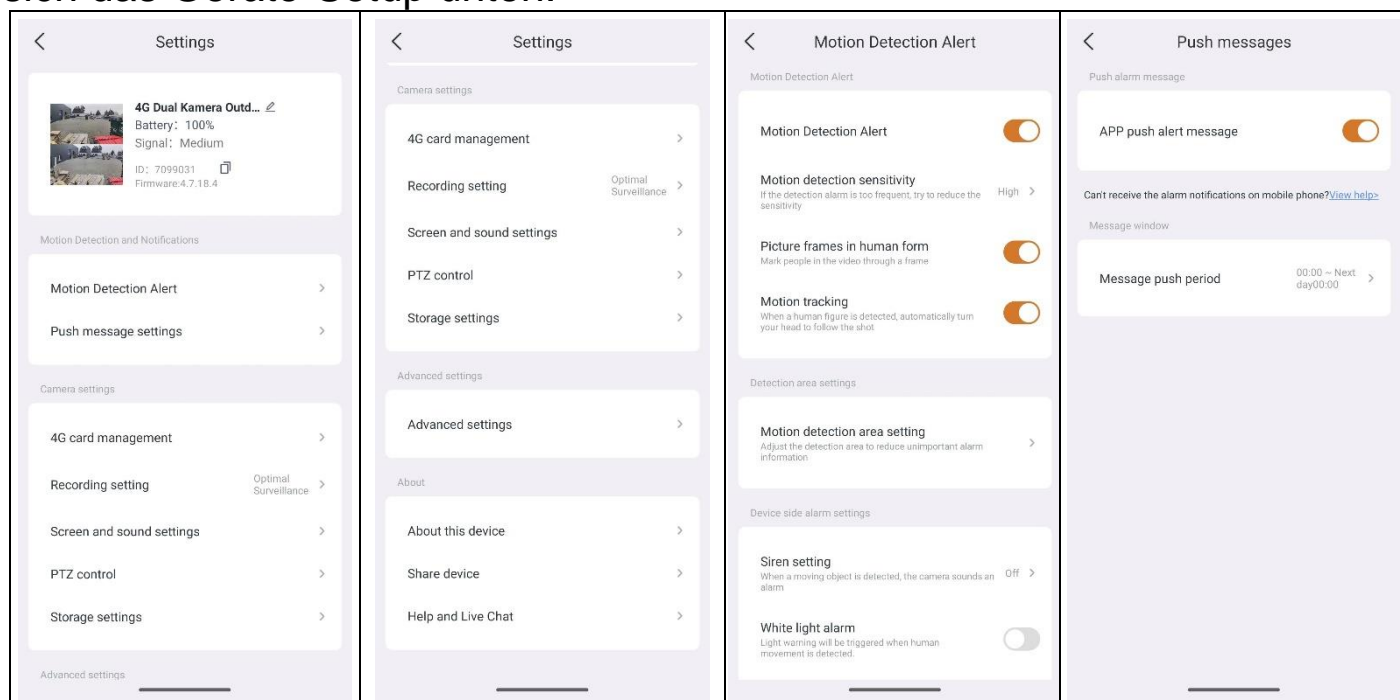 sich das Geräte-Setup unten:
Settings
4G Dual Kamera Outd...
Battery: 100%
Signal: Medium
ID: 7099031
Firmware:4.7.18.4
Motion Detection and Notifications
Motion Detection Alert
Push message settings
Camera settings
4G card management
Recording setting
Optimal
Surveillance
Screen and sound settings
PTZ control
Storage settings
Advanced settings
Settings
Camera settings
4G card management
Recording setting
Optimal
Surveillance
Screen and sound settings
PTZ control
Storage settings
Advanced settings
Advanced settings
About
About this device
Share device
Help and Live Chat
Motion Detection Alert
Motion Detection Alert
Motion Detection Alert
Motion detection sensitivity
If the detection alarm is too frequent, try to reduce the
sensitivity
High
Picture frames in human form
Mark people in the video through a frame
Motion tracking
When a human figure is detected, automatically turn
your head to follow the shot
Detection area settings
Motion detection area setting
Adjust the detection area to reduce unimportant alarm
information
Device side alarm settings
Siren setting
When a moving object is detected, the camera sounds an
alarm
Off
White light alarm
Light warning will be triggered when human
movement is detected.
Push messages
Push alarm message
APP push alert message
Can't receive the alarm notifications on mobile phone?View help>
Message window
Message push period
00:00 ~ Next
day00:00